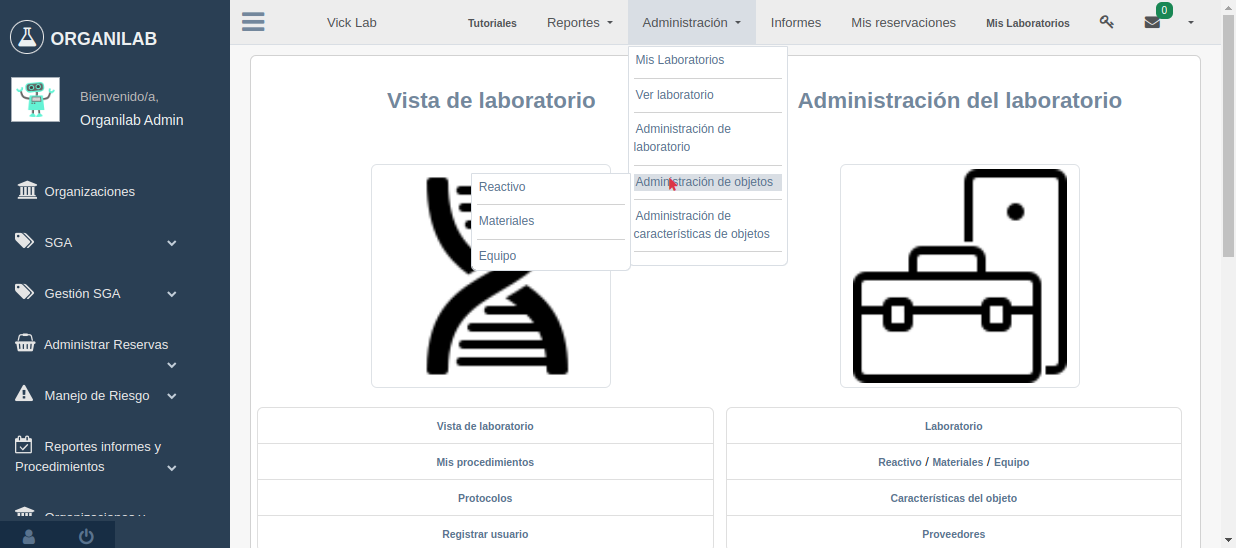 ORGANILAB
Bienvenido/a,
Organilab Admin
Organizaciones
SGA
Gestión SGA
Administrar Reservas
Manejo de Riesgo
Reportes informes y
Procedimientos
Organizaciones y
Vick Lab
Tutoriales
Reportes
Administración
Informes
Mis reservaciones
Mis Laboratorios
0
Mis Laboratorios
Ver laboratorio
Administración de
laboratorio
Administración de objetos
Administración de
características de objetos
Reactivo
Materiales
Equipo
Vista de laboratorio
Vista de laboratorio
Mis procedimientos
Protocolos
Registrar usuario
Administración del laboratorio
Laboratorio
Reactivo / Materiales / Equipo
Características del objeto
Proveedores